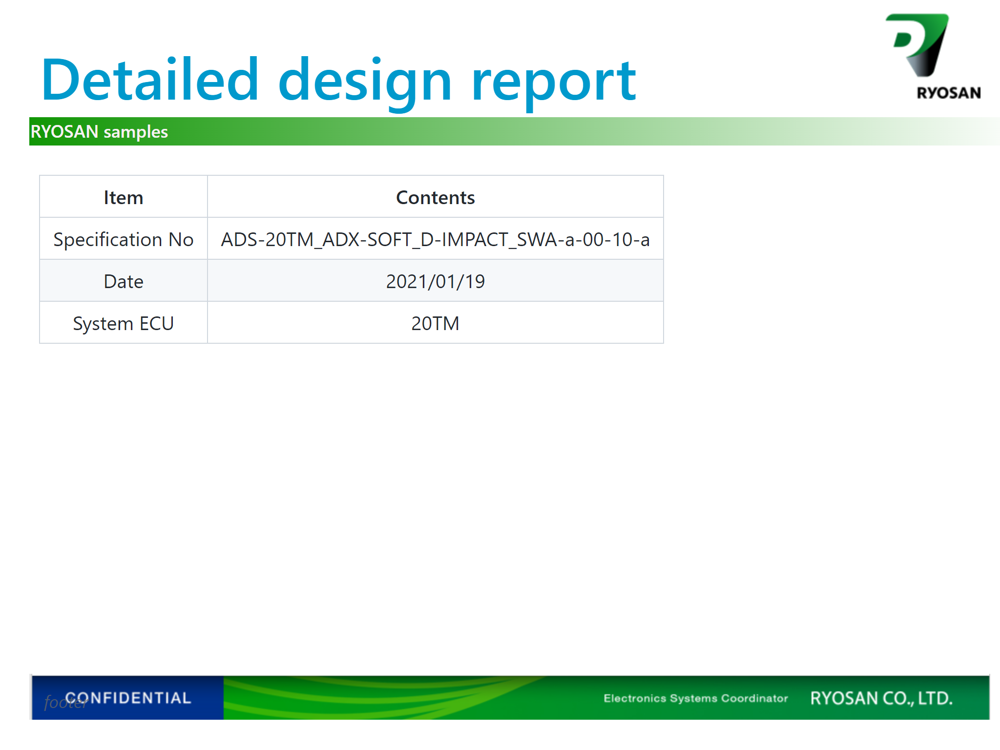 Detailed design report
RYOSAN
RYOSAN samples
Item Contents
Specification No ADS-20TM_ADX-SOFT_D-IMPACT_SWA-a-00-10-a
Date 2021/01/19
System ECU 20TM
footer
CONFIDENTIAL Electronics Systems Coordinator RYOSAN CO., LTD.